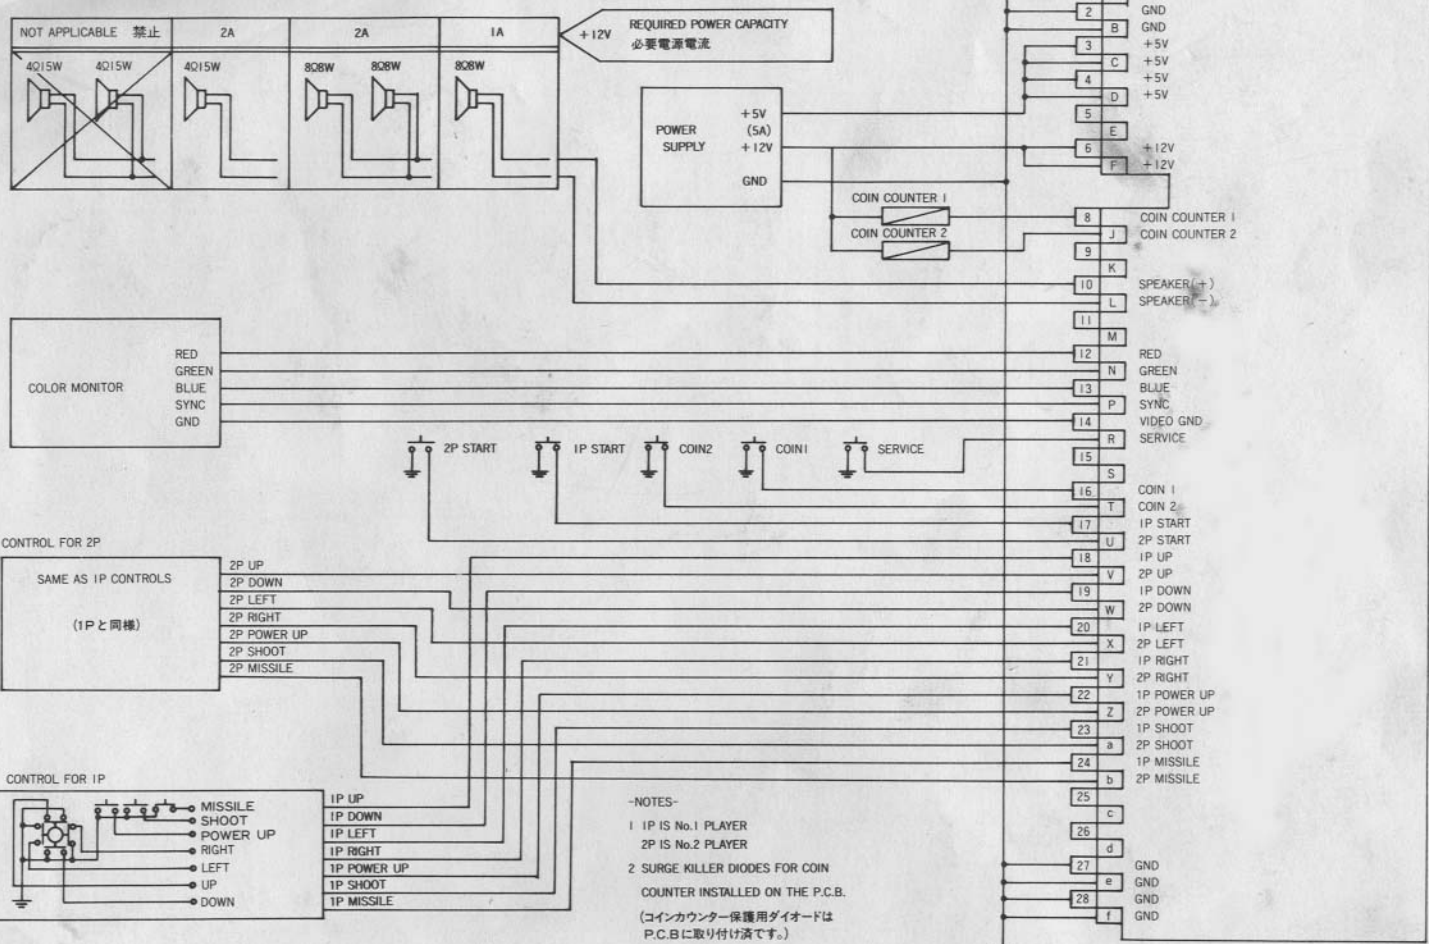 NOT APPLICABLE 禁止
2A
2A
1A
4Ω15W
4Ω15W
4Ω15W
8Ω8W
8Ω8W
8Ω8W
+12V
REQUIRED POWER CAPACITY
必要電源電流
POWER
SUPPLY
+5V
(5A)
+12V
GND
COIN COUNTER 1
COIN COUNTER 2
2 GND
B GND
3 +5V
C +5V
4 +5V
D +5V
5
E
6 +12V
F +12V
8 COIN COUNTER 1
J COIN COUNTER 2
9
K
10 SPEAKER(+)
L SPEAKER(-)
11
M
12 RED
N GREEN
13 BLUE
P SYNC
14 VIDEO GND
R SERVICE
15
S
16 COIN 1
T COIN 2
17 1P START
U 2P START
18 1P UP
V 2P UP
19 1P DOWN
W 2P DOWN
20 1P LEFT
X 2P LEFT
21 1P RIGHT
Y 2P RIGHT
22 1P POWER UP
Z 2P POWER UP
23 1P SHOOT
a 2P SHOOT
24 1P MISSILE
b 2P MISSILE
25
c
26
d
27 GND
e GND
28 GND
f GND
COLOR MONITOR
RED
GREEN
BLUE
SYNC
GND
2P START
1P START
COIN2
COIN1
SERVICE
CONTROL FOR 2P
SAME AS 1P CONTROLS
(1Pと同様)
2P UP
2P DOWN
2P LEFT
2P RIGHT
2P POWER UP
2P SHOOT
2P MISSILE
CONTROL FOR 1P
MISSILE
SHOOT
POWER UP
RIGHT
LEFT
UP
DOWN
1P UP
1P DOWN
1P LEFT
1P RIGHT
1P POWER UP
1P SHOOT
1P MISSILE
-NOTES-
1 1P IS No.1 PLAYER
2P IS No.2 PLAYER
2 SURGE KILLER DIODES FOR COIN
COUNTER INSTALLED ON THE P.C.B.
(コインカウンター保護用ダイオードは
P.C.Bに取り付け済です。)